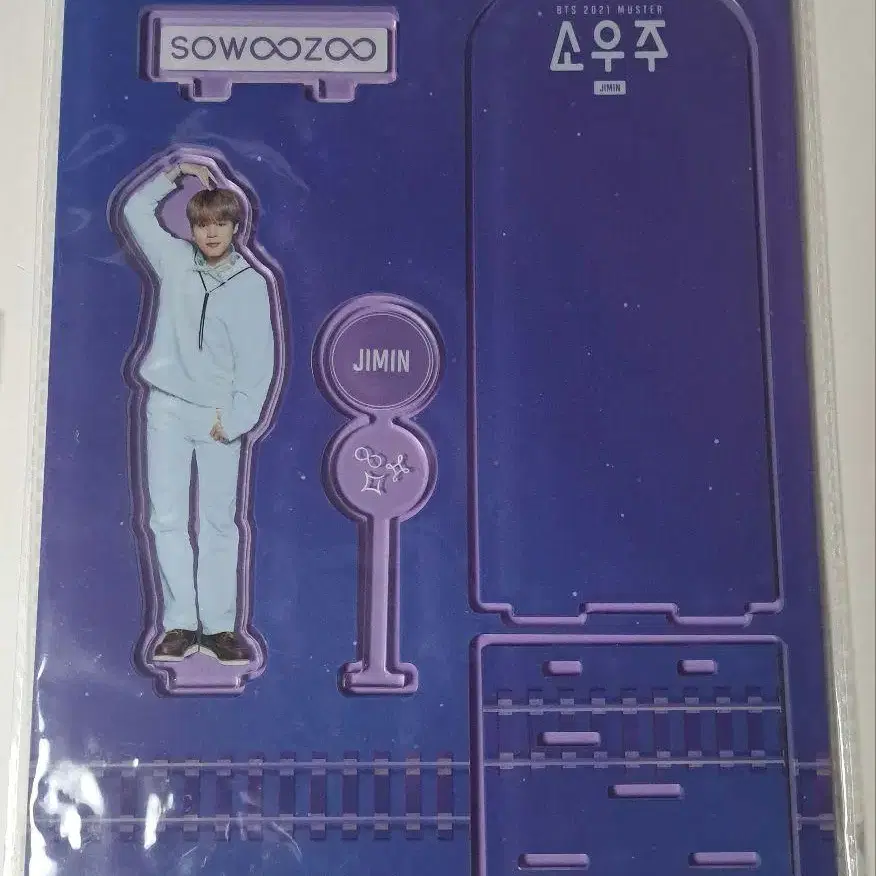 SOWOOZOO
BTS 2021 MUSTER
소우주
JIMIN
JIMIN